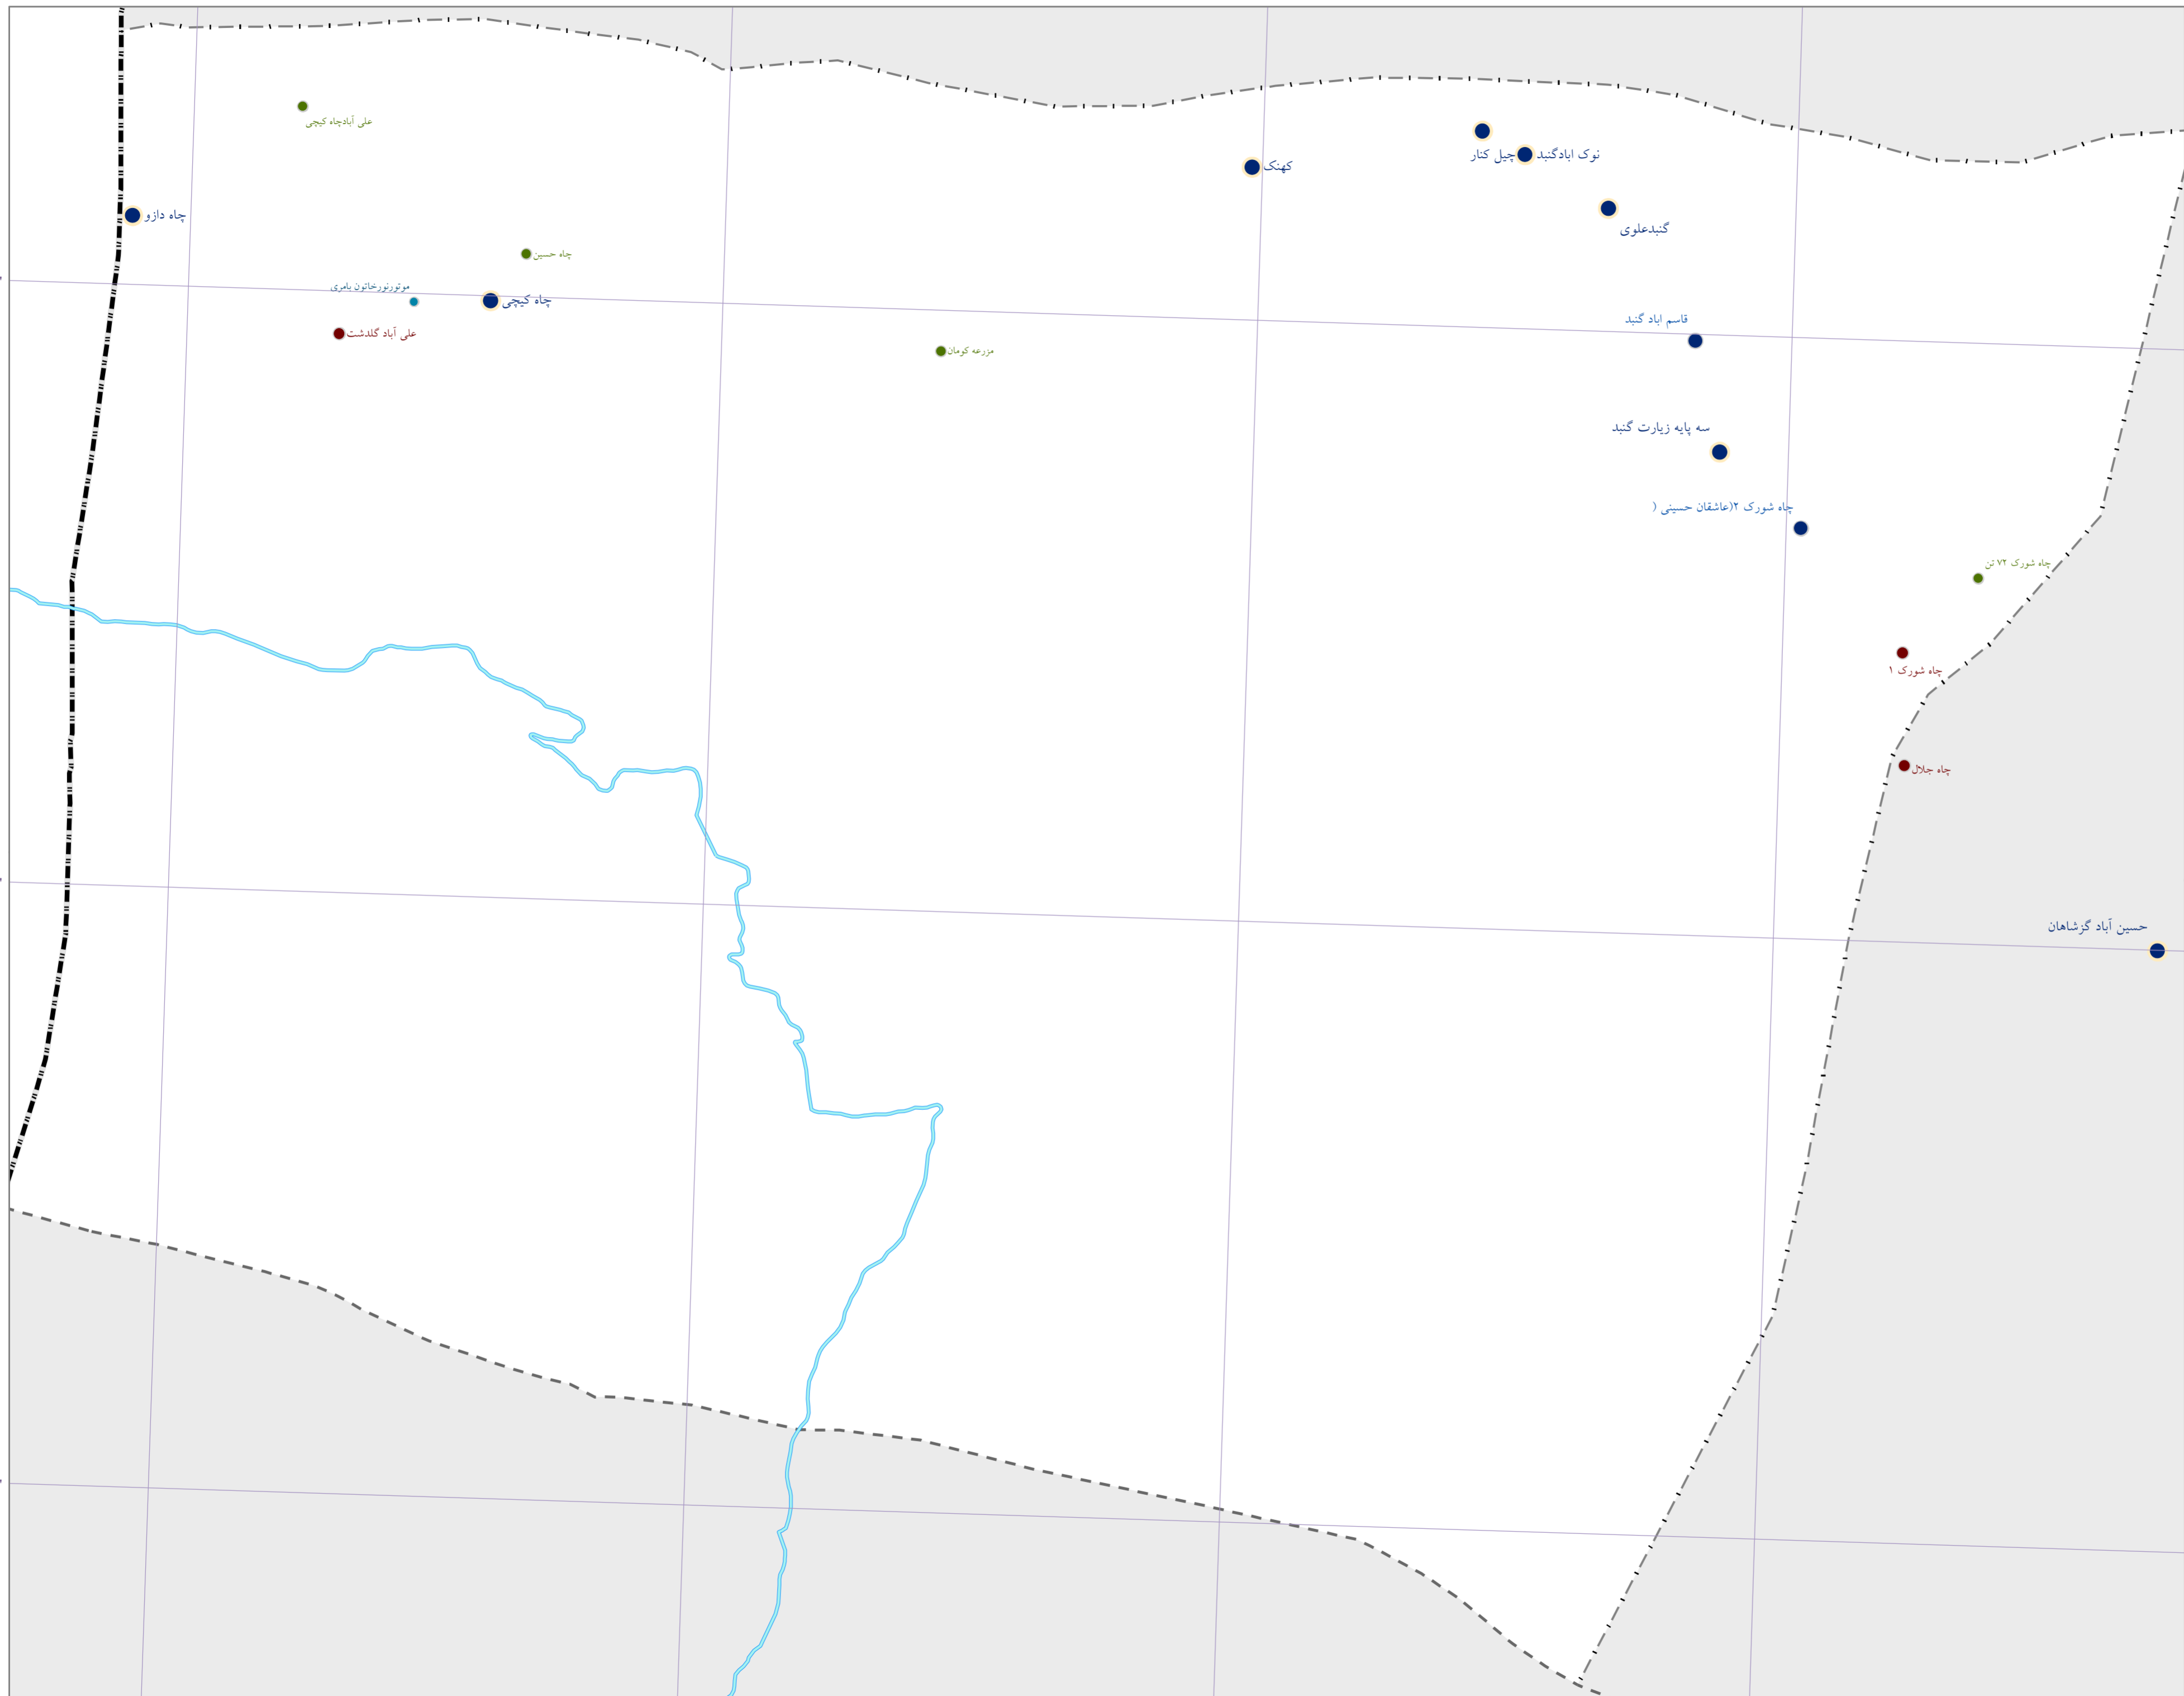 علی آبادچاه کیچی
چیل کنار
نوک ابادگنبد
کهنک
چاه دازو
گنبدعلوی
چاه حسین
موتورنورخاتون بامری
چاه کیچی
قاسم اباد گنبد
علی آباد گلدشت
مزرعه کومان
سه پایه زیارت گنبد
چاه شورک ۲(عاشقان حسینی (
چاه شورک ۷۲ تن
چاه شورک ۱
چاه جلال
حسین آباد گزشاهان